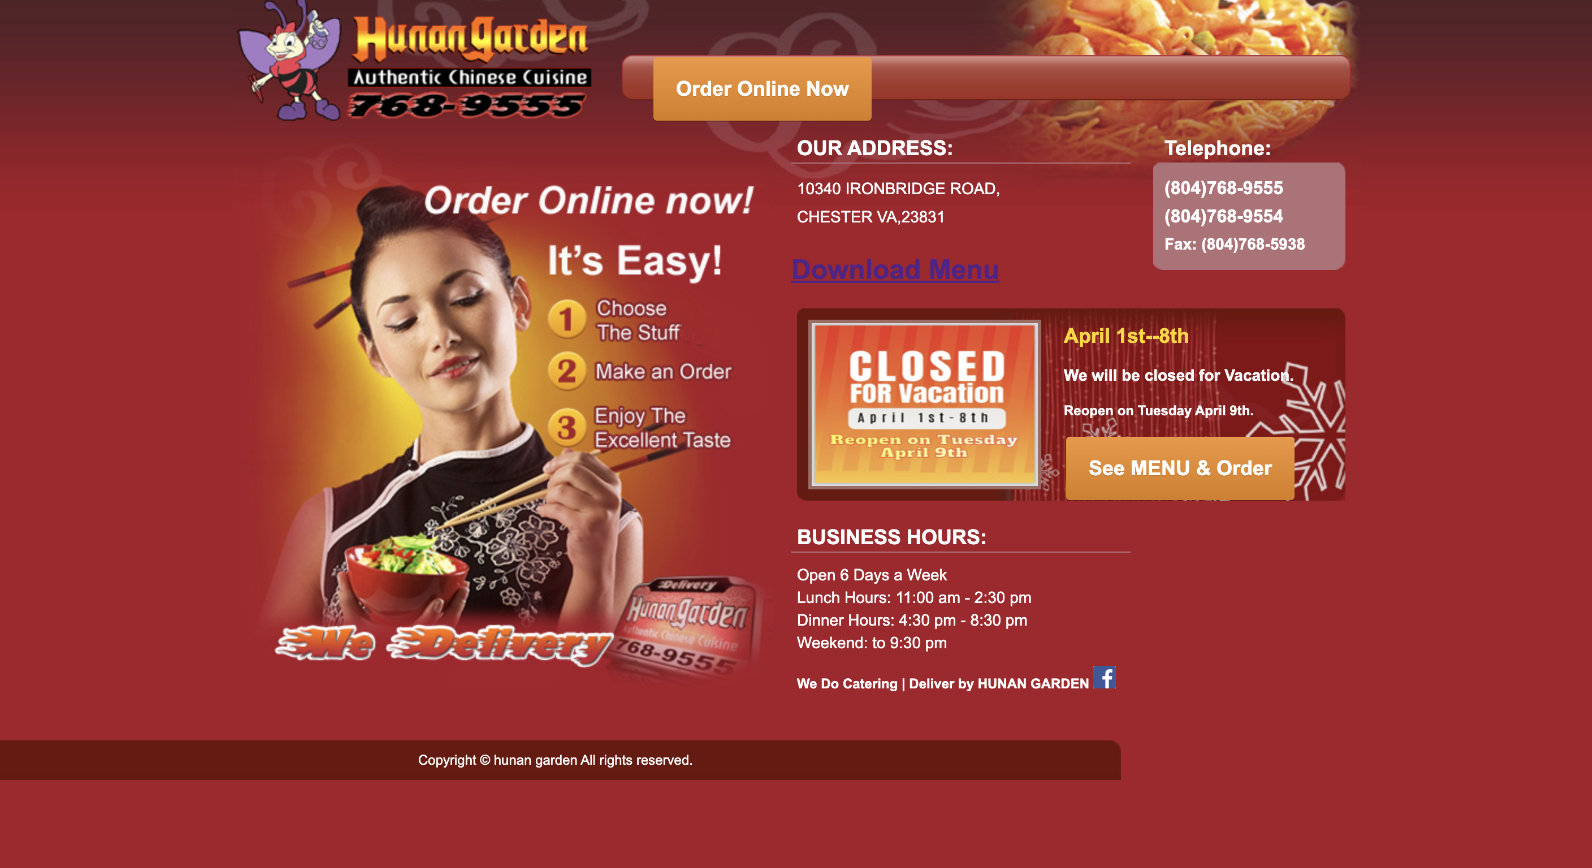 Hunan Garden
Authentic Chinese Cuisine
768-9555
Order Online Now
OUR ADDRESS:
10340 IRONBRIDGE ROAD,
CHESTER VA,23831
Telephone:
(804)768-9555
(804)768-9554
Fax: (804)768-5938
Order Online now!
It's Easy!
1 Choose
The Stuff
2 Make an Order
3 Enjoy The
Excellent Taste
Delivery
Hunan Garden
Authentic Chinese Cuisine
768-9555
We Delivery
Download Menu
CLOSED
FOR Vacation
April 1st-8th
Reopen on Tuesday
April 9th
April 1st--8th
We will be closed for Vacation.
Reopen on Tuesday April 9th.
See MENU & Order
BUSINESS HOURS:
Open 6 Days a Week
Lunch Hours: 11:00 am - 2:30 pm
Dinner Hours: 4:30 pm - 8:30 pm
Weekend: to 9:30 pm
We Do Catering | Deliver by HUNAN GARDEN f
Copyright © hunan garden All rights reserved.